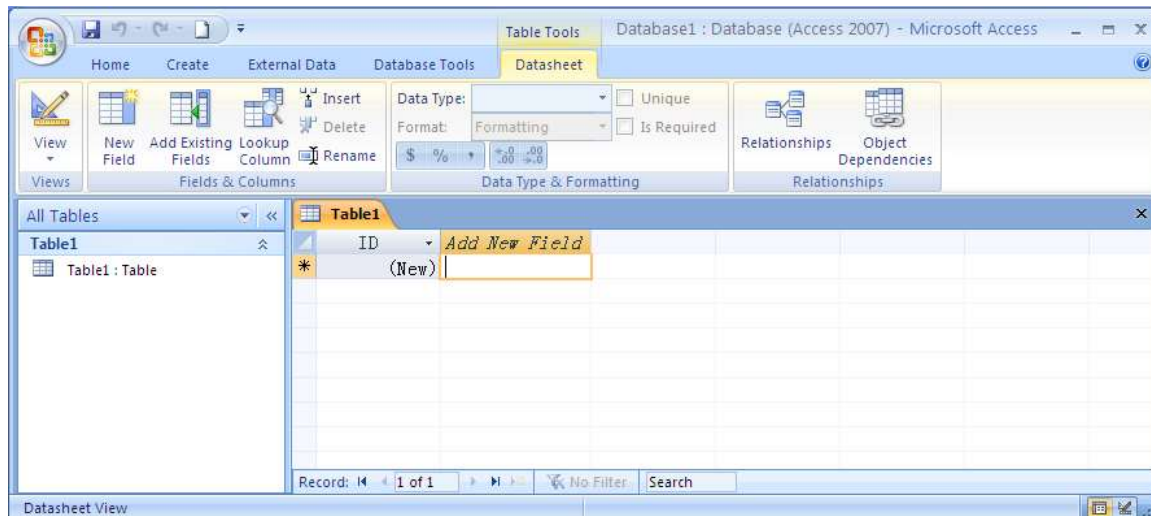 Table Tools
Database1 : Database (Access 2007) - Microsoft Access
Home Create External Data Database Tools Datasheet
View
New Field
Add Existing Fields
Lookup Column
Insert
Delete
Rename
Data Type:
Format: Formatting
$ % ,
Unique
Is Required
Relationships
Object Dependencies
Views
Fields & Columns
Data Type & Formatting
Relationships
All Tables
Table1
Table1 : Table
Table1
ID Add New Field
(New)
Record: 1 of 1 No Filter Search
Datasheet View